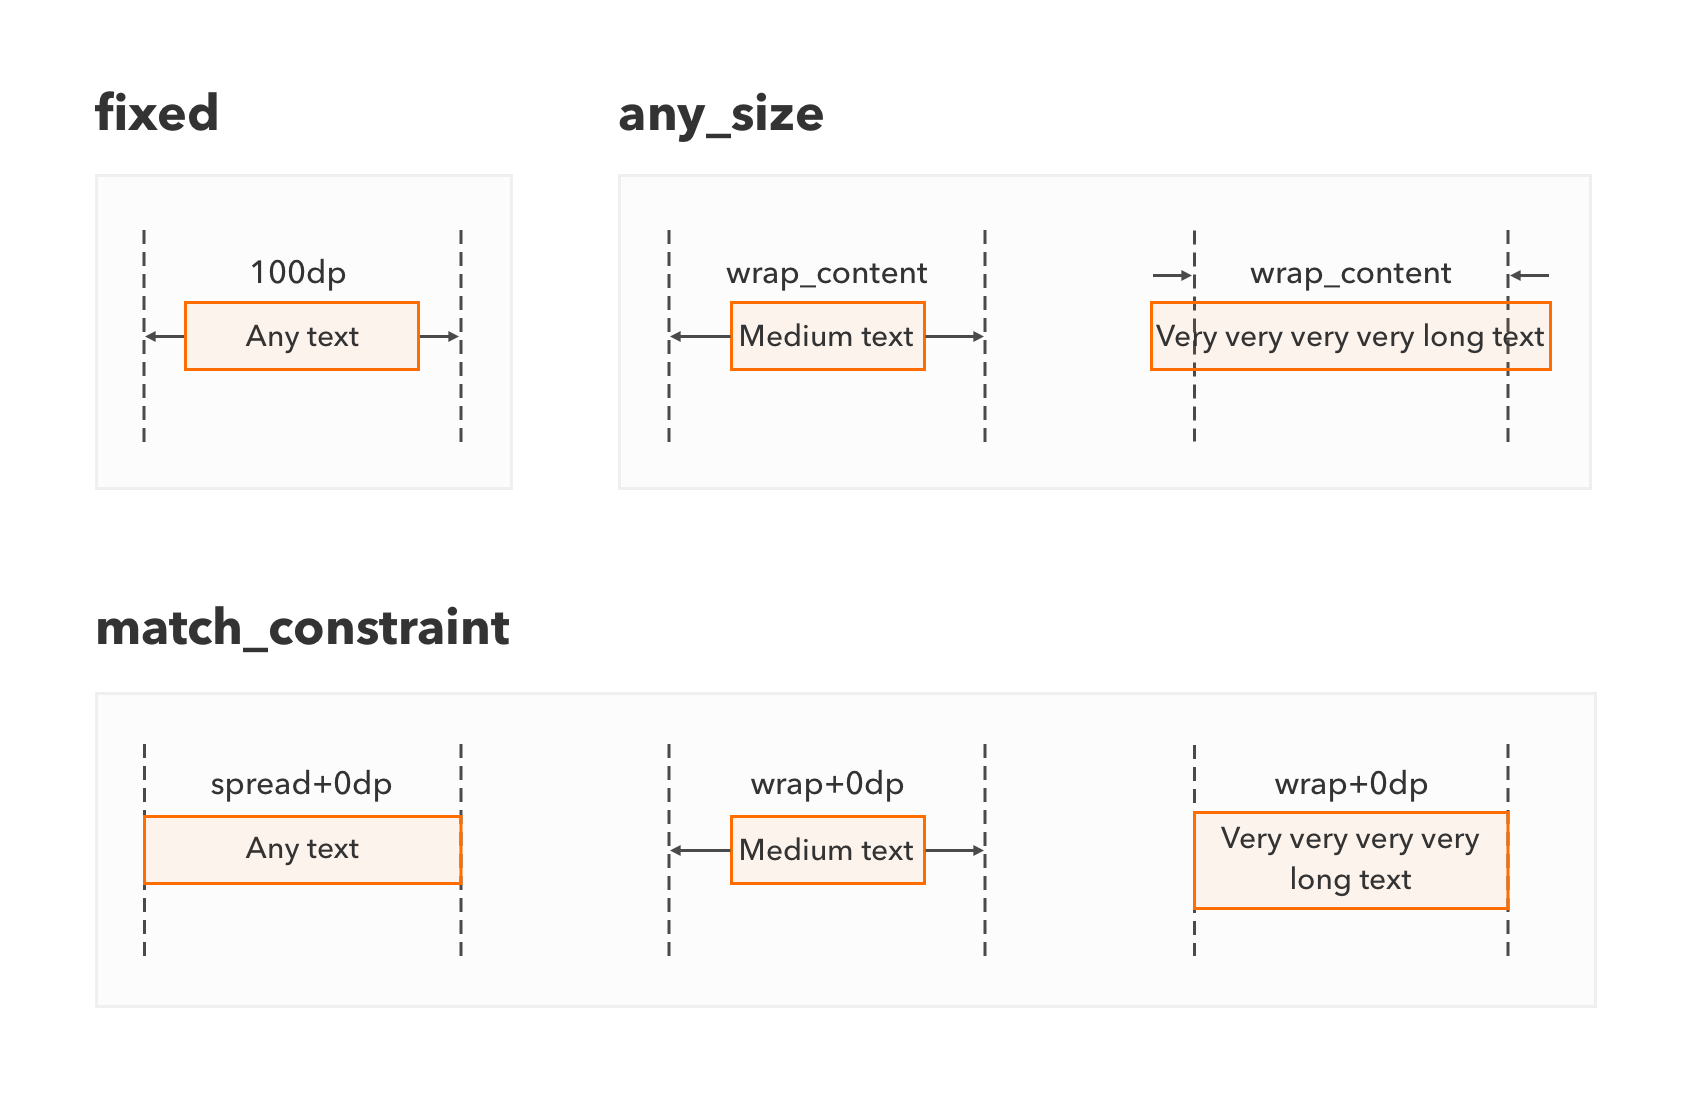 fixed
any_size
100dp
Any text
wrap_content
Medium text
wrap_content
Very very very very long text
match_constraint
spread+0dp
Any text
wrap+0dp
Medium text
wrap+0dp
Very very very very
long text